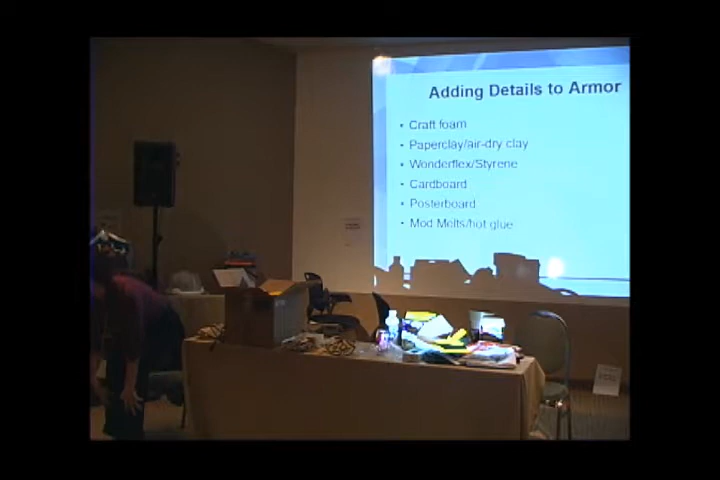 Adding Details to Armor
• Craft foam
• Paperclay/air-dry clay
• Wonderflex/Styrene
• Cardboard
• Posterboard
• Mod Melts/hot glue